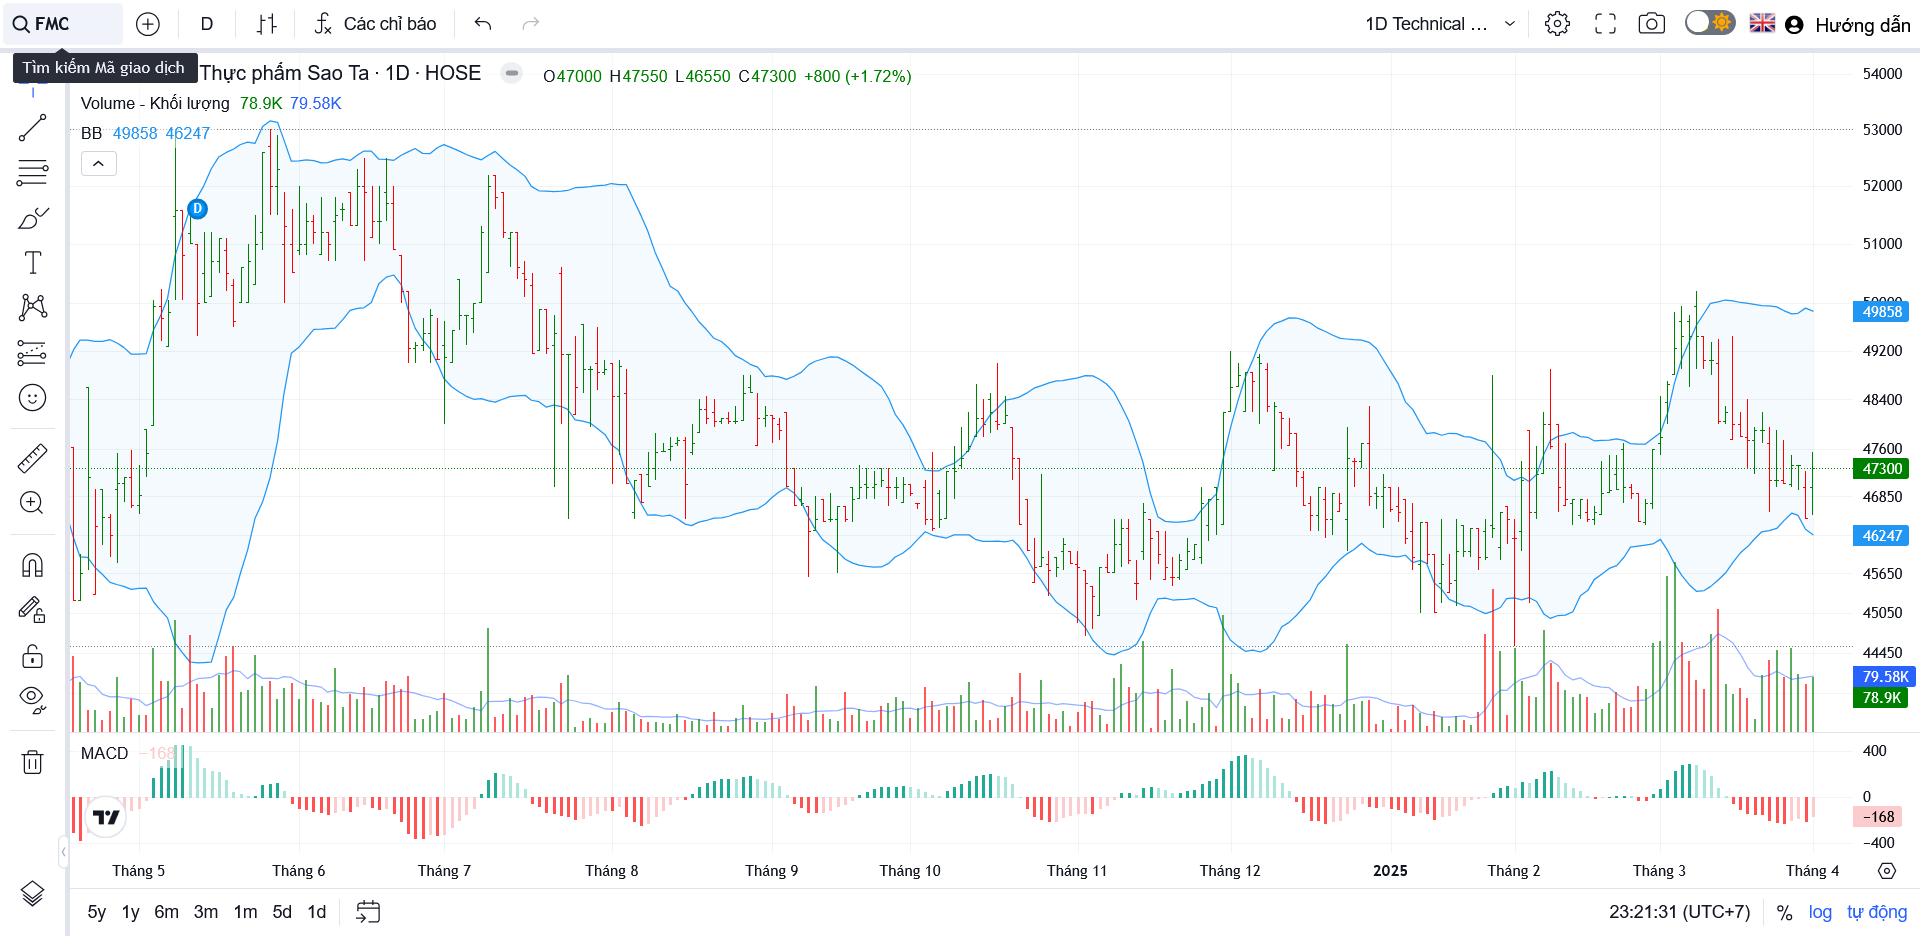 FMC
D
Các chỉ báo
1D Technical ...
Hướng dẫn
Tìm kiếm Mã giao dịch
Thực phẩm Sao Ta · 1D · HOSE
O47000 H47550 L46550 C47300 +800 (+1.72%)
Volume - Khối lượng 78.9K 79.58K
BB 49858 46247
D
54000
53000
52000
51000
50000
49858
49200
48400
47600
47300
46850
46247
45650
45050
44450
79.58K
78.9K
MACD −168
400
0
−168
−400
Tháng 5 Tháng 6 Tháng 7 Tháng 8 Tháng 9 Tháng 10 Tháng 11 Tháng 12 2025 Tháng 2 Tháng 3 Tháng 4
5y 1y 6m 3m 1m 5d 1d
23:21:31 (UTC+7) % log tự động